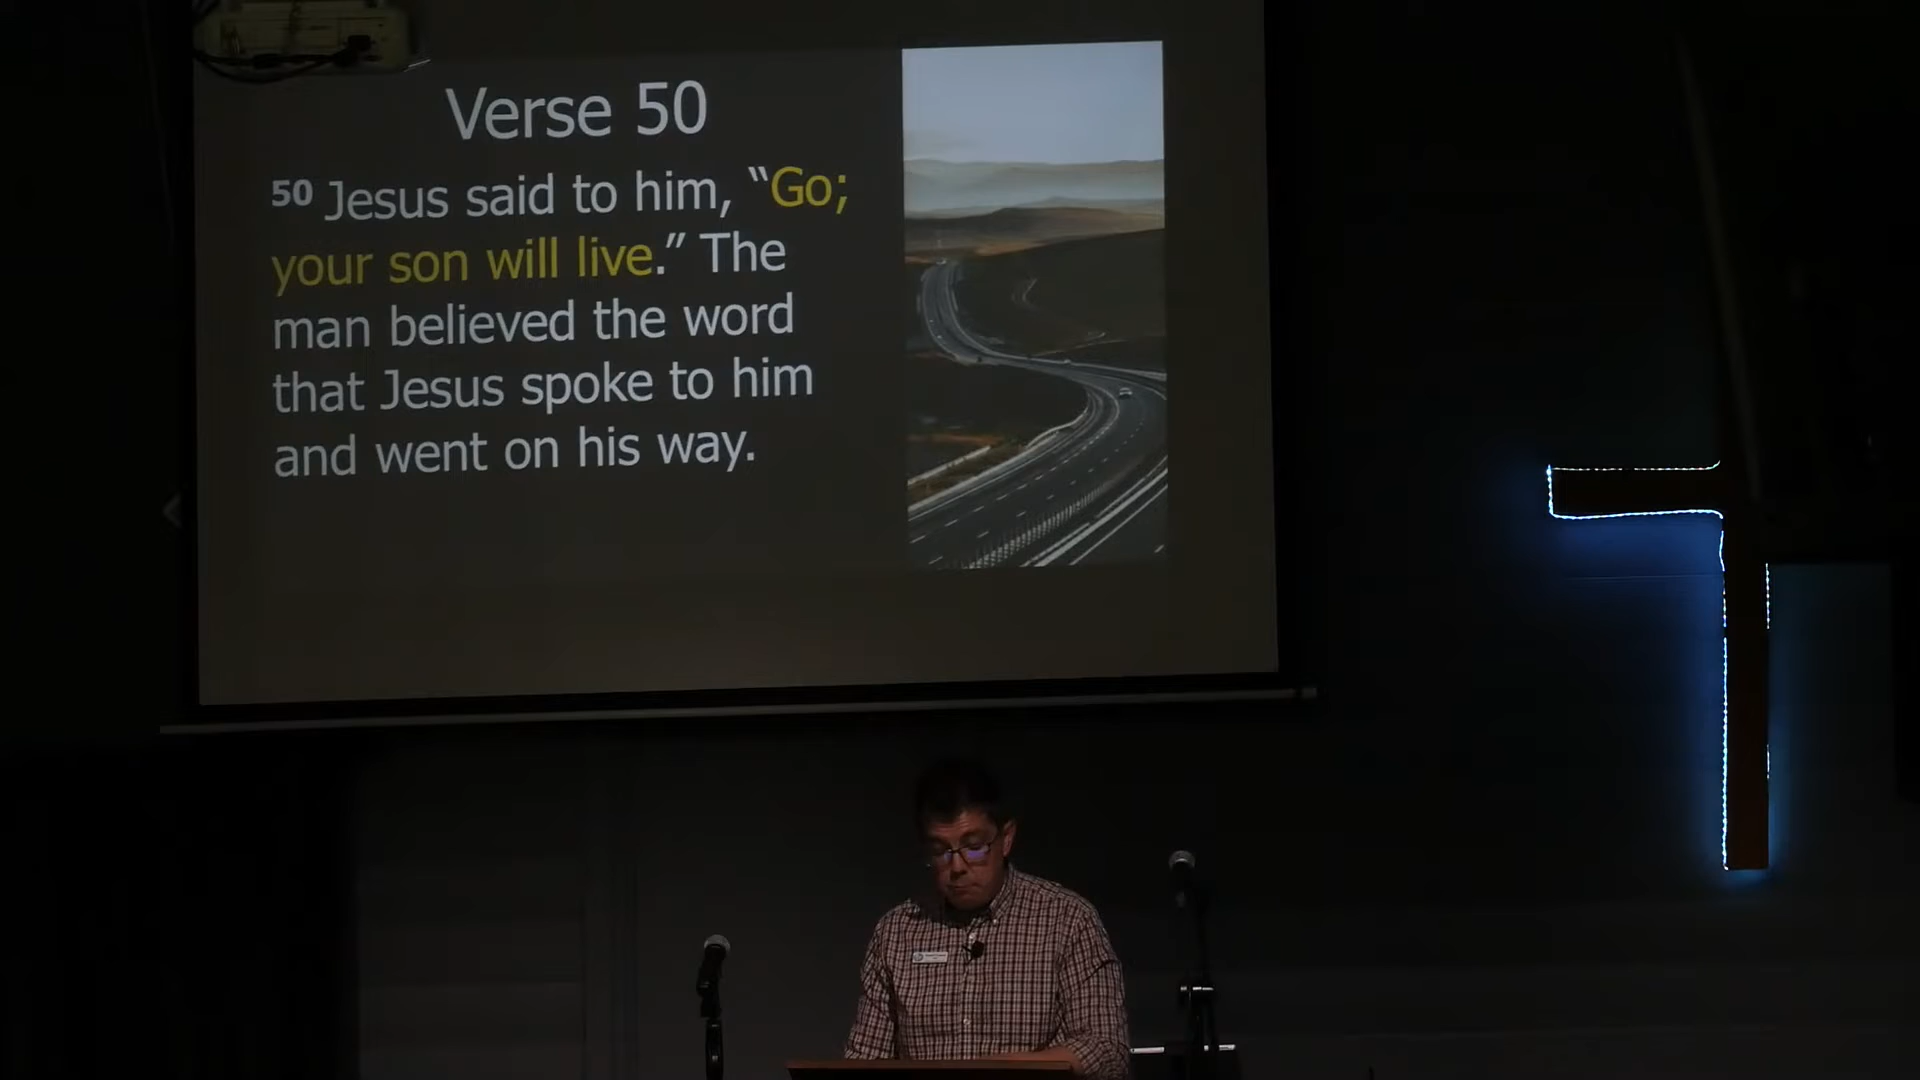 Verse 50
50 Jesus said to him, “Go;
your son will live.” The
man believed the word
that Jesus spoke to him
and went on his way.